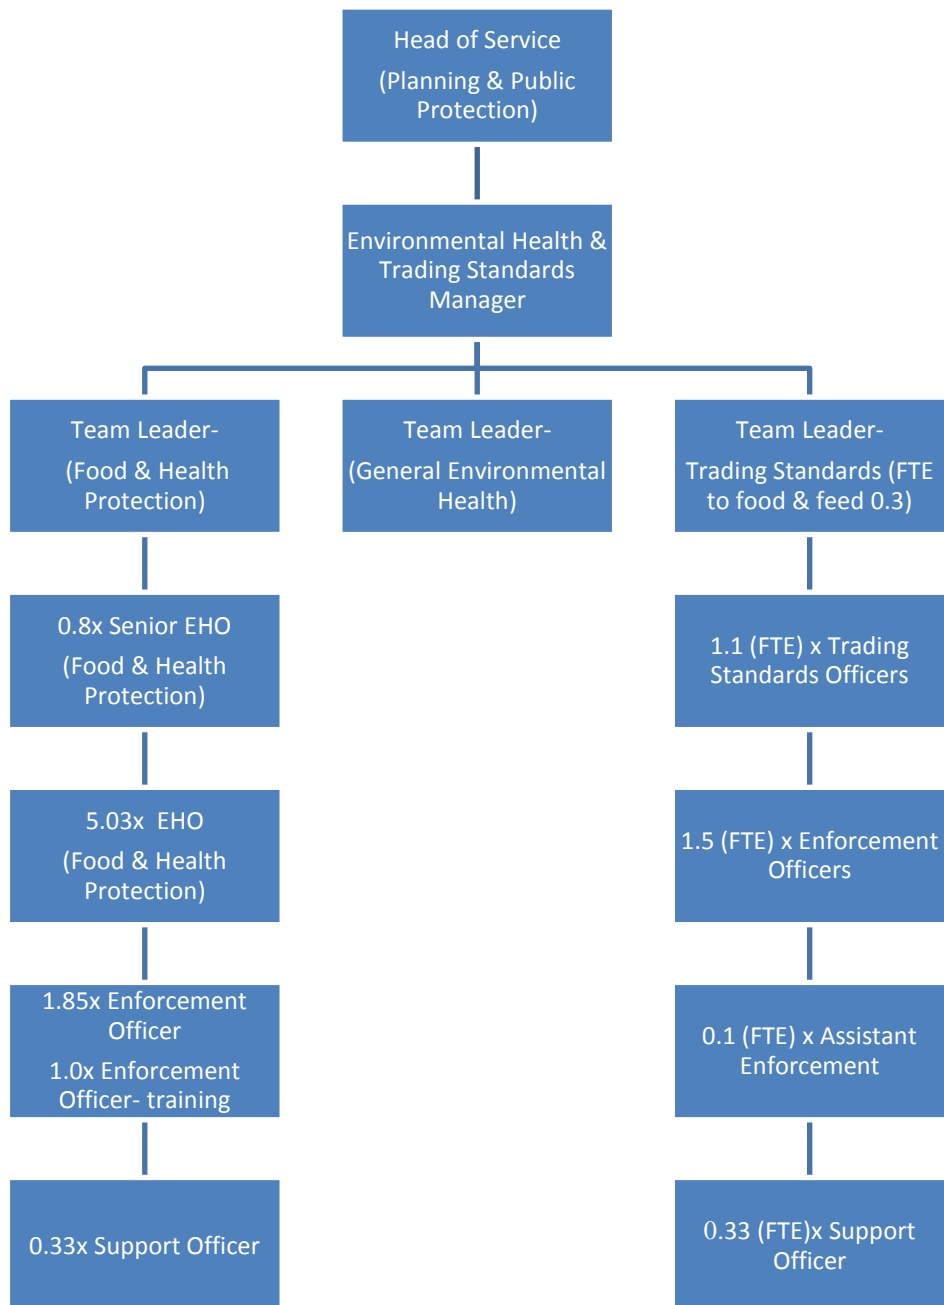 Head of Service
(Planning & Public
Protection)
Environmental Health &
Trading Standards
Manager
Team Leader-
(Food & Health
Protection)
Team Leader-
(General Environmental
Health)
Team Leader-
Trading Standards (FTE
to food & feed 0.3)
0.8x Senior EHO
(Food & Health
Protection)
1.1 (FTE) x Trading
Standards Officers
5.03x  EHO
(Food & Health
Protection)
1.5 (FTE) x Enforcement
Officers
1.85x Enforcement
Officer
1.0x Enforcement
Officer- training
0.1 (FTE) x Assistant
Enforcement
0.33x Support Officer
0.33 (FTE)x Support
Officer